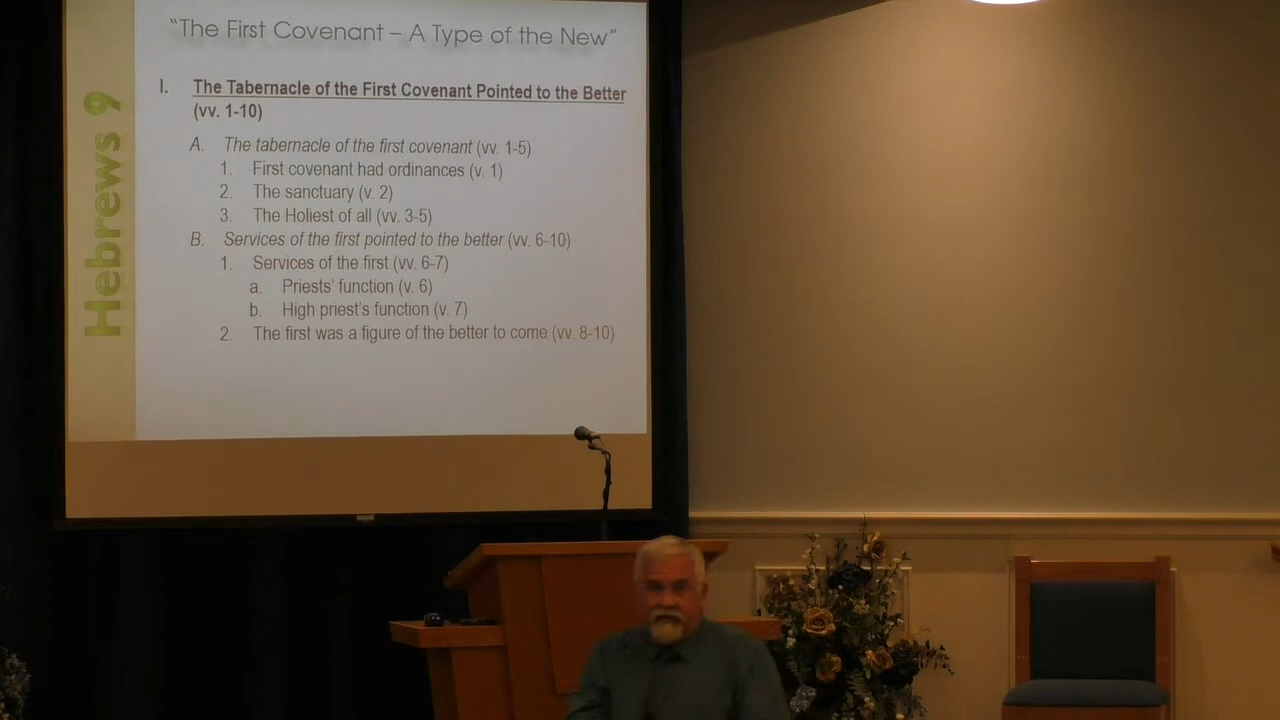 "The First Covenant – A Type of the New"
Hebrews 9
I. The Tabernacle of the First Covenant Pointed to the Better
(vv. 1-10)
A. The tabernacle of the first covenant (vv. 1-5)
1. First covenant had ordinances (v. 1)
2. The sanctuary (v. 2)
3. The Holiest of all (vv. 3-5)
B. Services of the first pointed to the better (vv. 6-10)
1. Services of the first (vv. 6-7)
a. Priests' function (v. 6)
b. High priest's function (v. 7)
2. The first was a figure of the better to come (vv. 8-10)